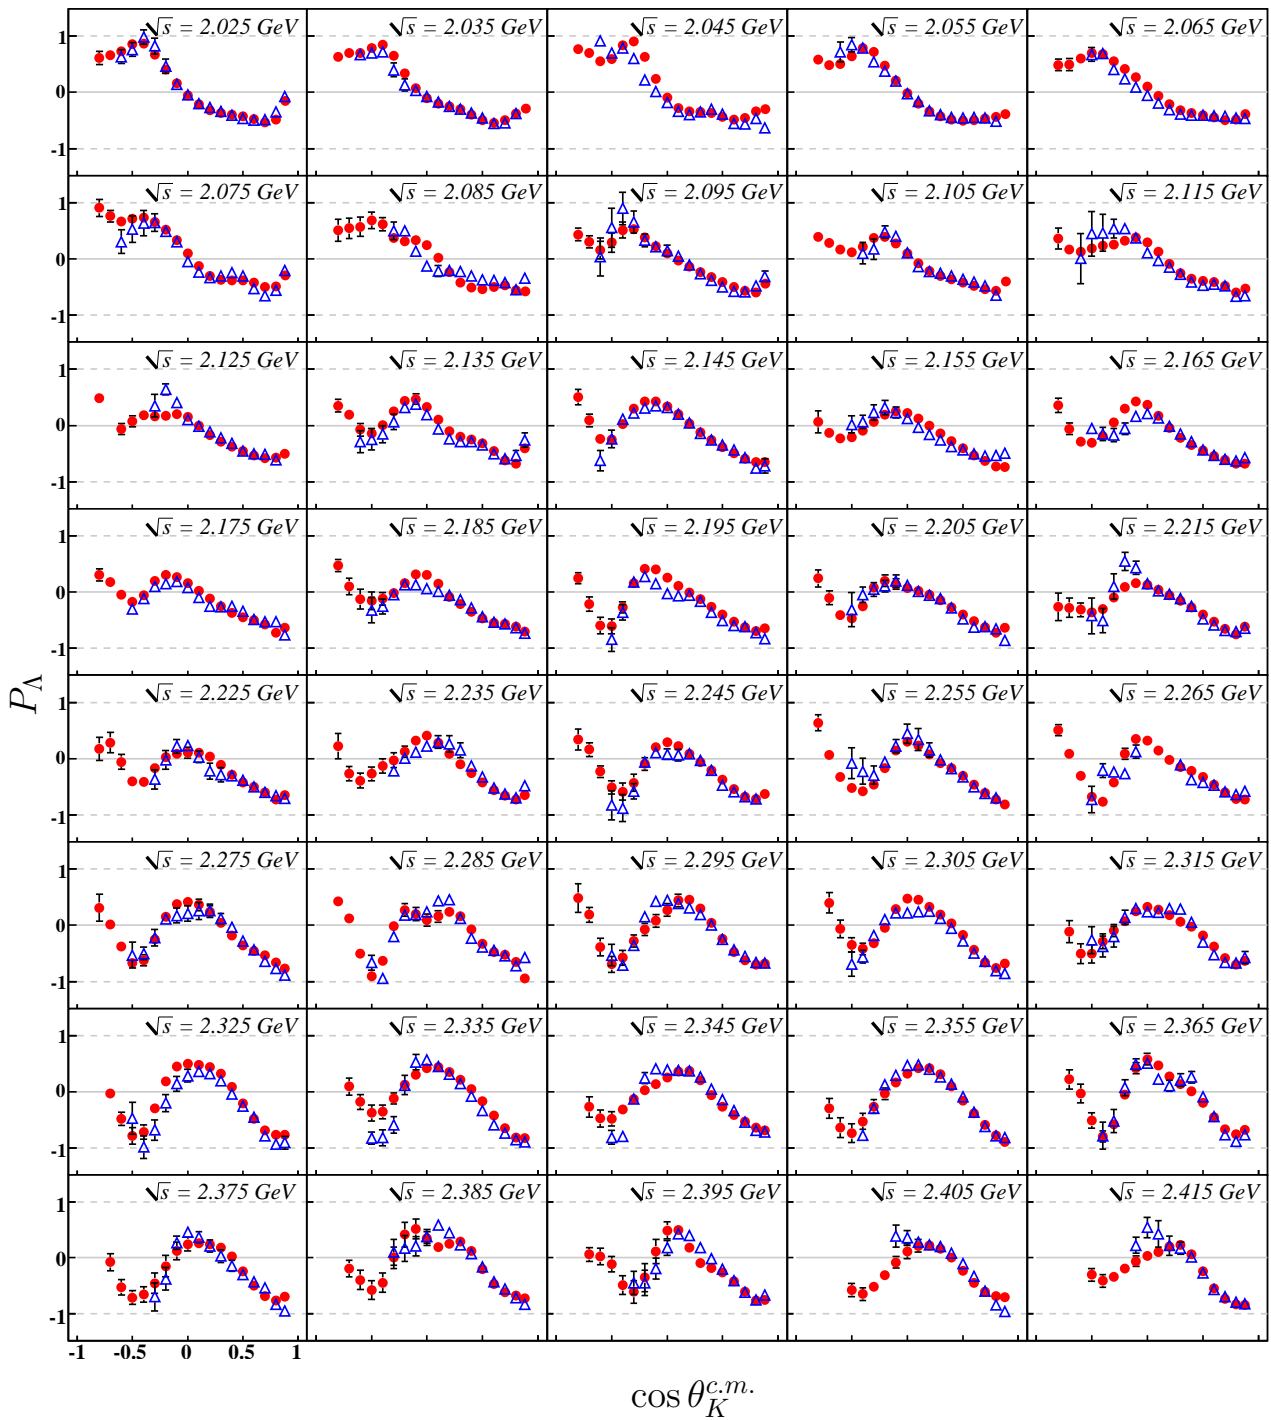 1 √s = 2.025 GeV √s = 2.035 GeV √s = 2.045 GeV √s = 2.055 GeV √s = 2.065 GeV
0
-1
1 √s = 2.075 GeV √s = 2.085 GeV √s = 2.095 GeV √s = 2.105 GeV √s = 2.115 GeV
0
-1
1 √s = 2.125 GeV √s = 2.135 GeV √s = 2.145 GeV √s = 2.155 GeV √s = 2.165 GeV
0
-1
1 √s = 2.175 GeV √s = 2.185 GeV √s = 2.195 GeV √s = 2.205 GeV √s = 2.215 GeV
0
-1
P_Λ
1 √s = 2.225 GeV √s = 2.235 GeV √s = 2.245 GeV √s = 2.255 GeV √s = 2.265 GeV
0
-1
1 √s = 2.275 GeV √s = 2.285 GeV √s = 2.295 GeV √s = 2.305 GeV √s = 2.315 GeV
0
-1
1 √s = 2.325 GeV √s = 2.335 GeV √s = 2.345 GeV √s = 2.355 GeV √s = 2.365 GeV
0
-1
1 √s = 2.375 GeV √s = 2.385 GeV √s = 2.395 GeV √s = 2.405 GeV √s = 2.415 GeV
0
-1
-1 -0.5 0 0.5 1
cos θ_K^{c.m.}